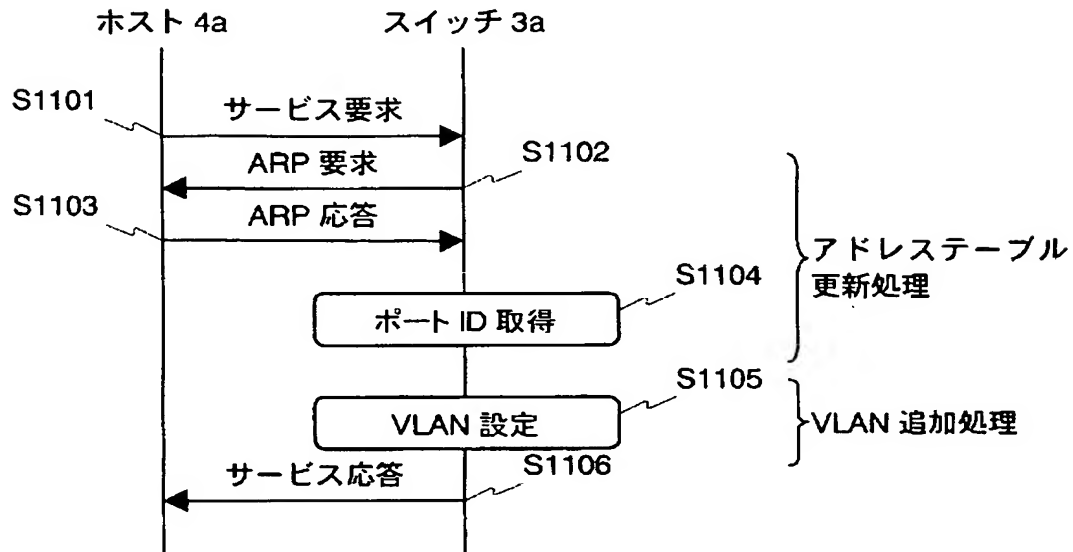 ホスト 4a
スイッチ 3a
S1101
サービス要求
ARP 要求
S1102
S1103
ARP 応答
アドレステーブル
更新処理
S1104
ポート ID 取得
S1105
VLAN 設定
VLAN 追加処理
サービス応答
S1106